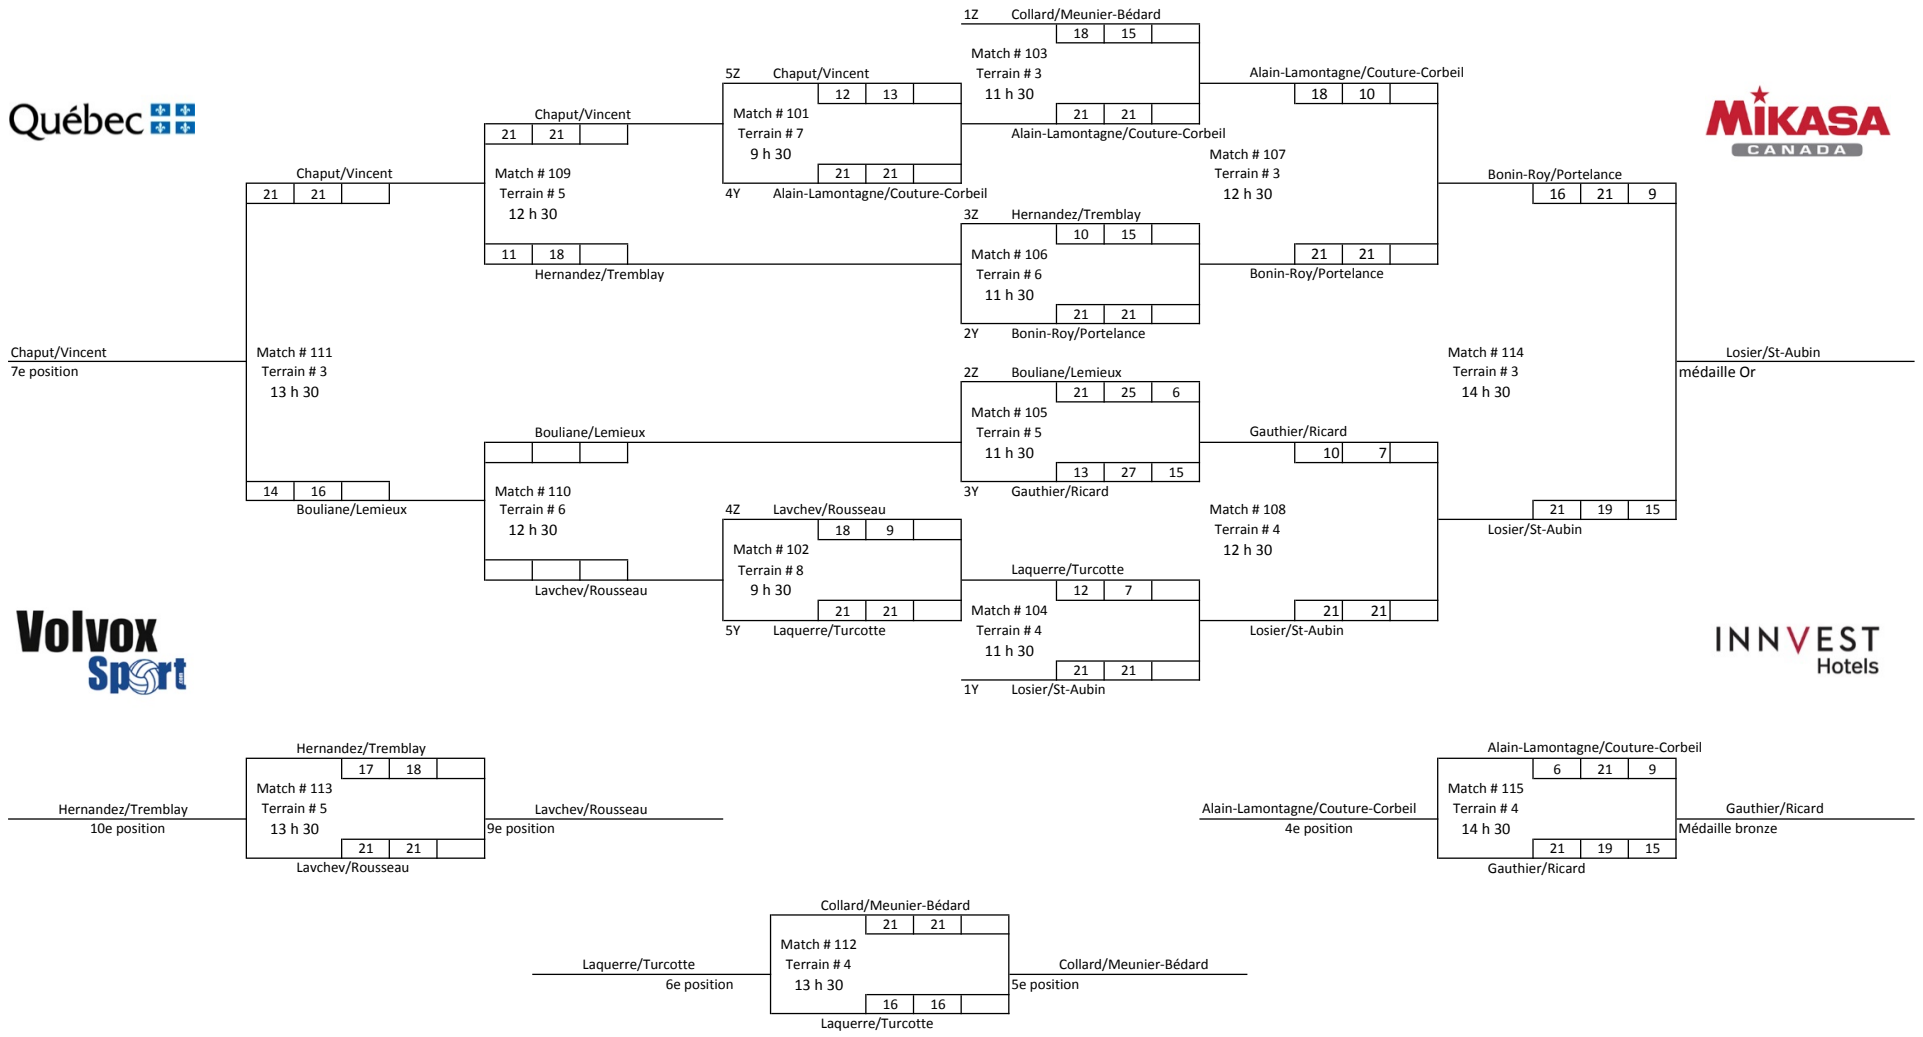 1Z Collard/Meunier-Bédard
18 15
Match # 103
Terrain # 3
11 h 30
21 21
Alain-Lamontagne/Couture-Corbeil
5Z Chaput/Vincent
12 13
Match # 101
Terrain # 7
9 h 30
21 21
4Y Alain-Lamontagne/Couture-Corbeil
Alain-Lamontagne/Couture-Corbeil
18 10
Match # 107
Terrain # 3
12 h 30
21 21
Bonin-Roy/Portelance
Québec
MIKASA
CANADA
Chaput/Vincent
21 21
Match # 109
Terrain # 5
12 h 30
11 18
Hernandez/Tremblay
3Z Hernandez/Tremblay
10 15
Match # 106
Terrain # 6
11 h 30
21 21
2Y Bonin-Roy/Portelance
Chaput/Vincent
21 21
Match # 111
Terrain # 3
13 h 30
14 16
Bouliane/Lemieux
Chaput/Vincent
7e position
Bonin-Roy/Portelance
16 21 9
Match # 114
Terrain # 3
14 h 30
21 19 15
Losier/St-Aubin
Losier/St-Aubin
médaille Or
2Z Bouliane/Lemieux
21 25 6
Match # 105
Terrain # 5
11 h 30
13 27 15
3Y Gauthier/Ricard
Bouliane/Lemieux
Match # 110
Terrain # 6
12 h 30
Lavchev/Rousseau
4Z Lavchev/Rousseau
18 9
Match # 102
Terrain # 8
9 h 30
21 21
5Y Laquerre/Turcotte
Gauthier/Ricard
10 7
Match # 108
Terrain # 4
12 h 30
21 21
Losier/St-Aubin
Laquerre/Turcotte
12 7
Match # 104
Terrain # 4
11 h 30
21 21
1Y Losier/St-Aubin
Volvox
Sport
INNVEST
Hotels
Hernandez/Tremblay
17 18
Match # 113
Terrain # 5
13 h 30
21 21
Lavchev/Rousseau
Hernandez/Tremblay
10e position
Lavchev/Rousseau
9e position
Alain-Lamontagne/Couture-Corbeil
6 21 9
Match # 115
Terrain # 4
14 h 30
21 19 15
Gauthier/Ricard
Alain-Lamontagne/Couture-Corbeil
4e position
Gauthier/Ricard
Médaille bronze
Collard/Meunier-Bédard
21 21
Match # 112
Terrain # 4
13 h 30
16 16
Laquerre/Turcotte
Laquerre/Turcotte
6e position
Collard/Meunier-Bédard
5e position